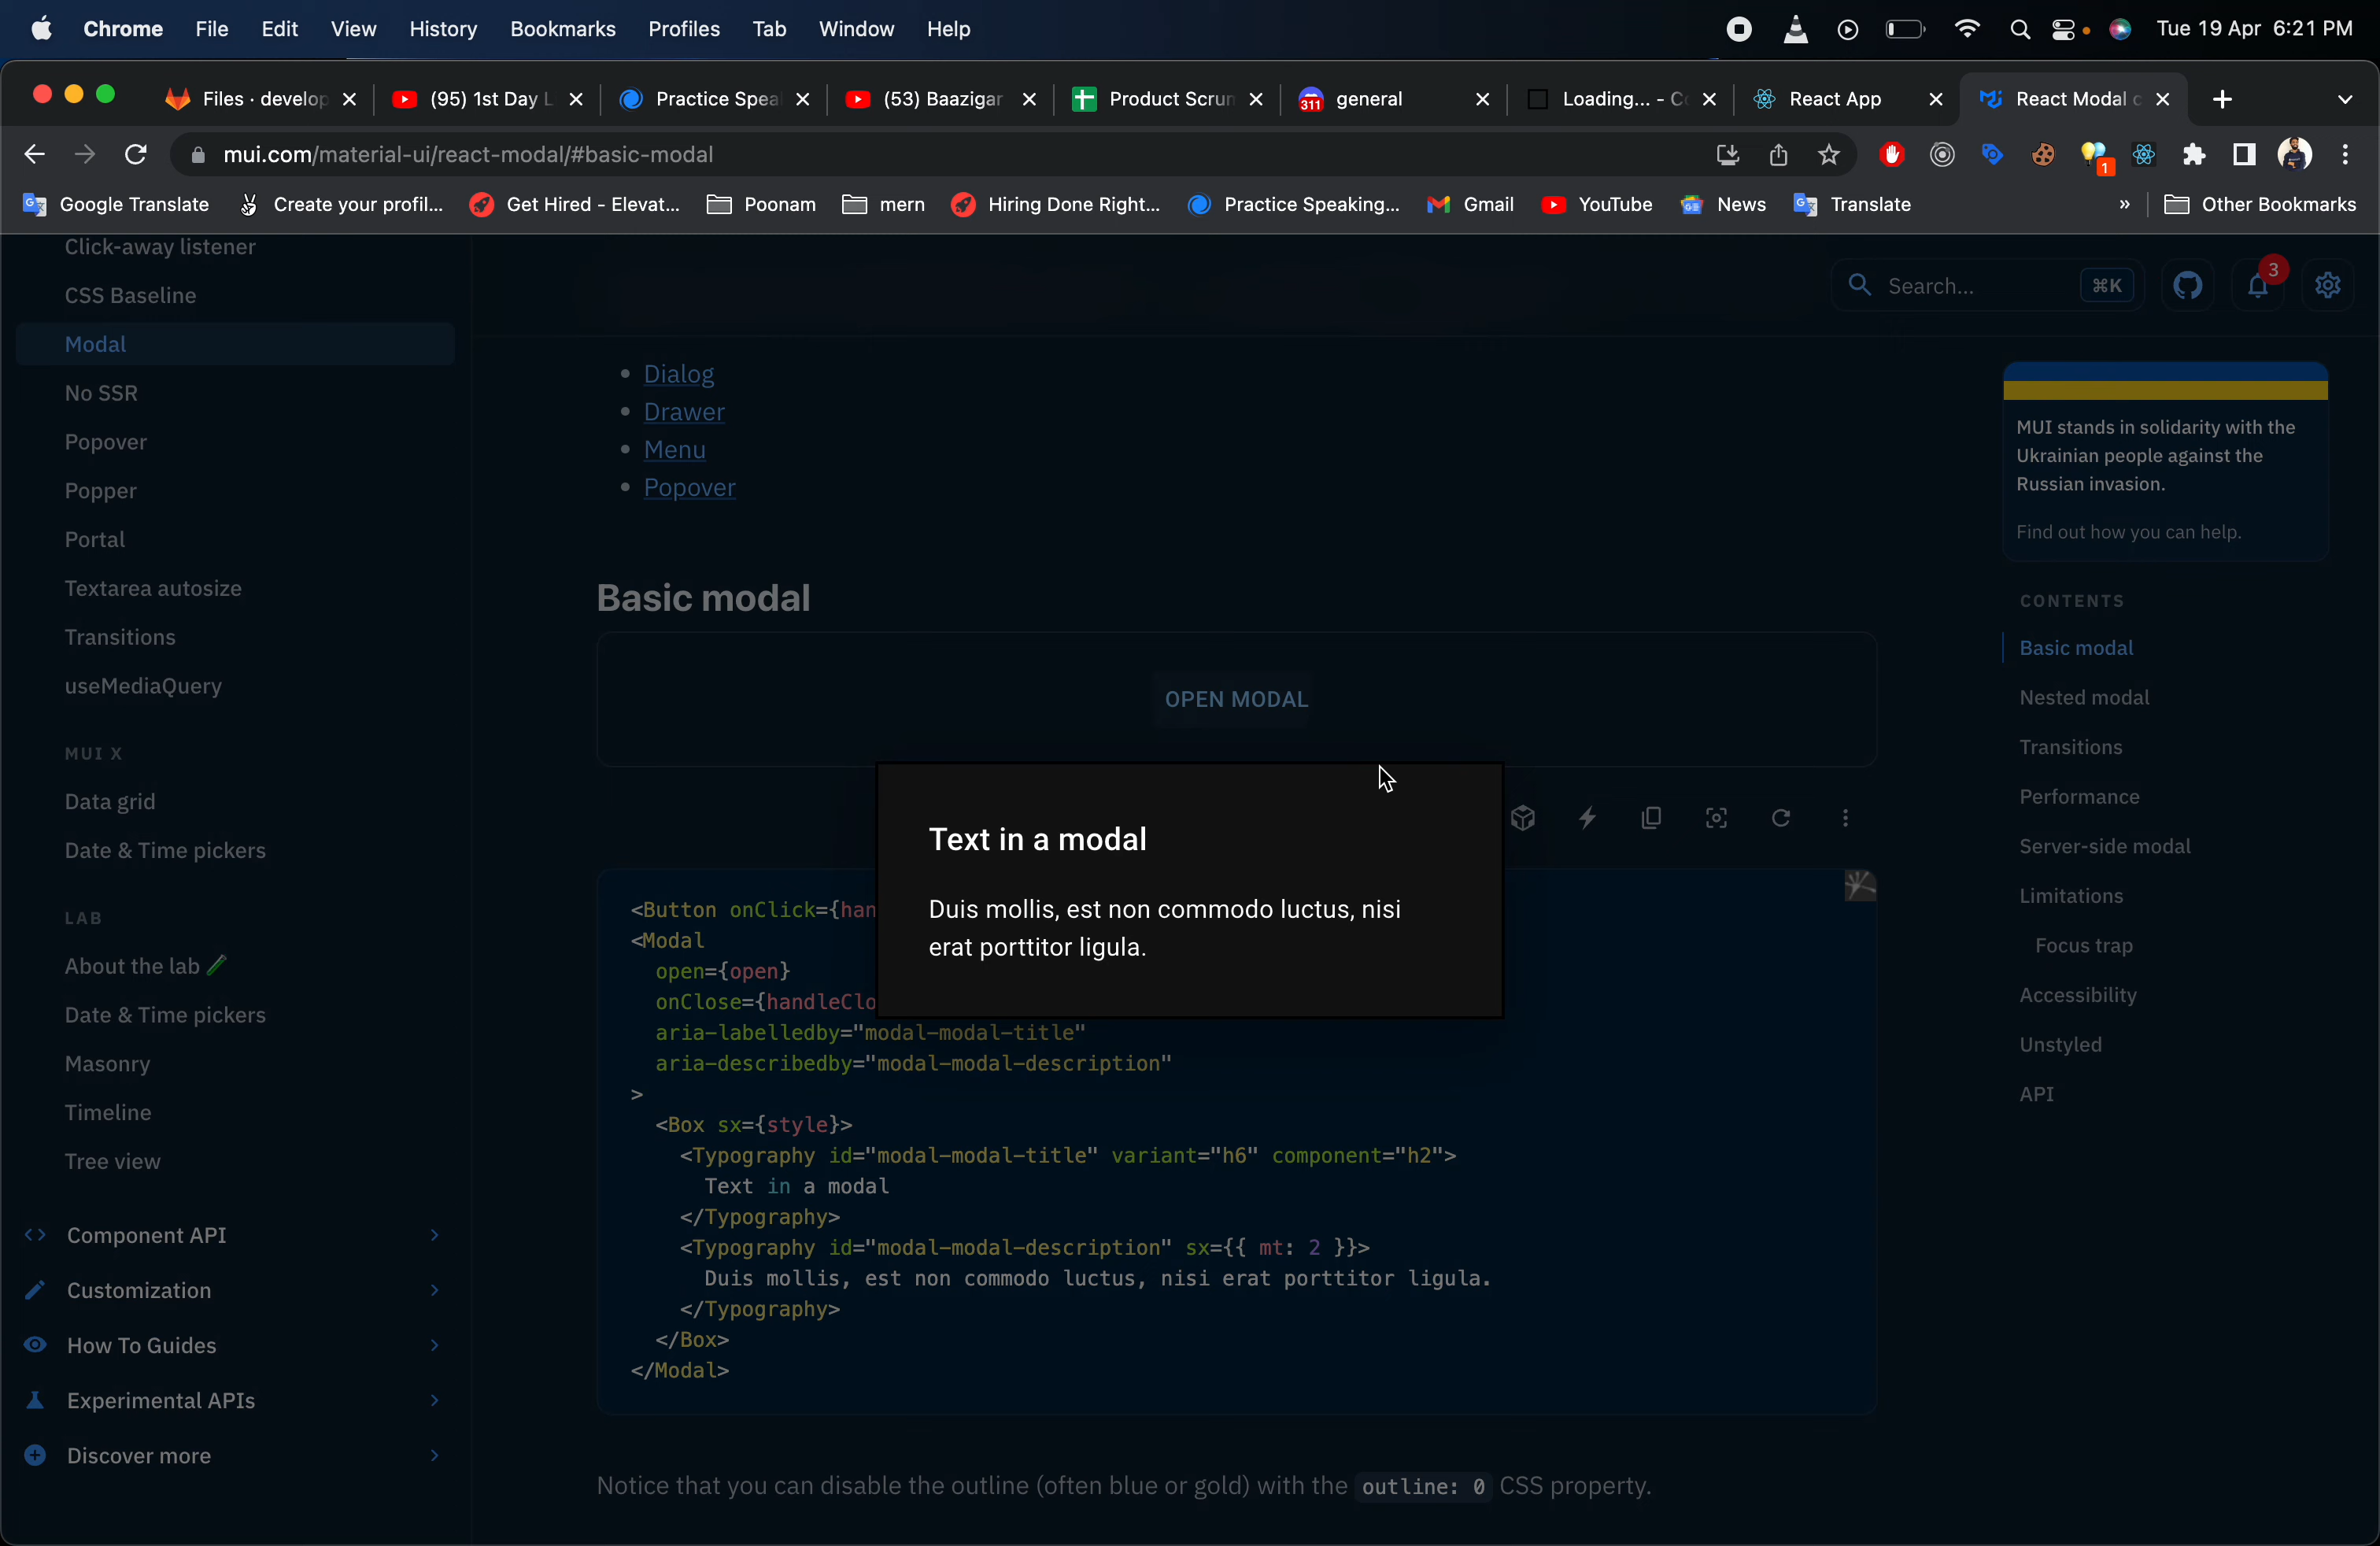 Chrome File Edit View History Bookmarks Profiles Tab Window Help Tue 19 Apr 6:21 PM
Files · develop (95) 1st Day L Practice Spea (53) Baazigar Product Scrum 311 general Loading... - Co React App React Modal c
mui.com/material-ui/react-modal/#basic-modal 1
Google Translate Create your profil... Get Hired - Elevat... Poonam mern Hiring Done Right... Practice Speaking... Gmail YouTube News Translate » Other Bookmarks
Click-away listener
CSS Baseline
Modal
No SSR
Popover
Popper
Portal
Textarea autosize
Transitions
useMediaQuery
MUI X
Data grid
Date & Time pickers
LAB
About the lab
Date & Time pickers
Masonry
Timeline
Tree view
Component API
Customization
How To Guides
Experimental APIs
Discover more
Search... ⌘K 3
• Dialog
• Drawer
• Menu
• Popover
Basic modal
OPEN MODAL
Text in a modal
Duis mollis, est non commodo luctus, nisi
erat porttitor ligula.
<Button onClick={han
<Modal
open={open}
onClose={handleClo
aria-labelledby="modal-modal-title"
aria-describedby="modal-modal-description"
>
<Box sx={style}>
<Typography id="modal-modal-title" variant="h6" component="h2">
Text in a modal
</Typography>
<Typography id="modal-modal-description" sx={{ mt: 2 }}>
Duis mollis, est non commodo luctus, nisi erat porttitor ligula.
</Typography>
</Box>
</Modal>
Notice that you can disable the outline (often blue or gold) with the outline: 0 CSS property.
MUI stands in solidarity with the
Ukrainian people against the
Russian invasion.
Find out how you can help.
CONTENTS
Basic modal
Nested modal
Transitions
Performance
Server-side modal
Limitations
Focus trap
Accessibility
Unstyled
API